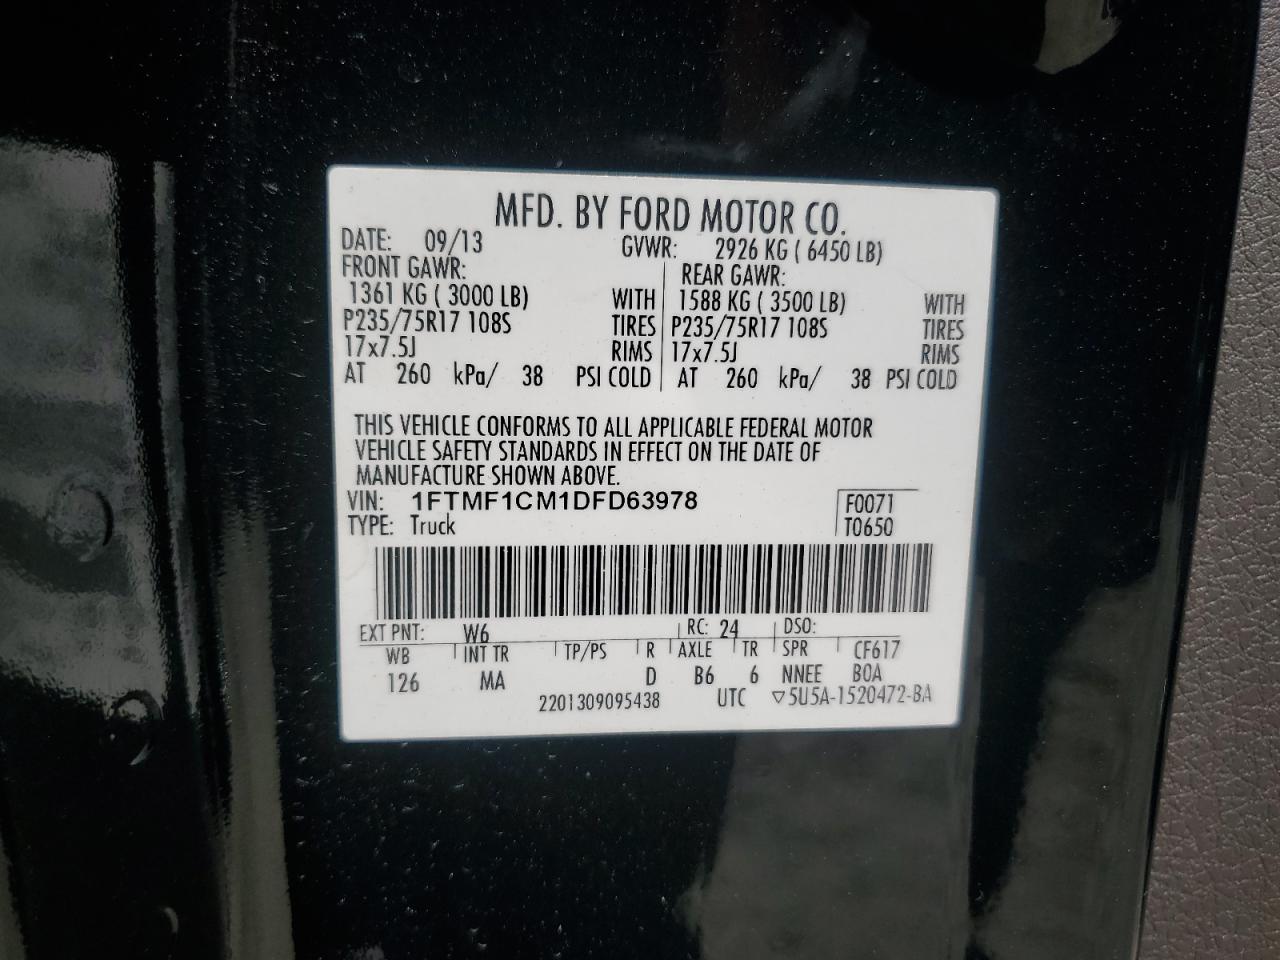 MFD. BY FORD MOTOR CO.
DATE: 09/13 GVWR: 2926 KG ( 6450 LB)
FRONT GAWR: REAR GAWR:
1361 KG ( 3000 LB) WITH 1588 KG ( 3500 LB) WITH
P235/75R17 108S TIRES P235/75R17 108S TIRES
17x7.5J RIMS 17x7.5J RIMS
AT 260 kPa/ 38 PSI COLD AT 260 kPa/ 38 PSI COLD
THIS VEHICLE CONFORMS TO ALL APPLICABLE FEDERAL MOTOR
VEHICLE SAFETY STANDARDS IN EFFECT ON THE DATE OF
MANUFACTURE SHOWN ABOVE.
VIN: 1FTMF1CM1DFD63978 F0071
TYPE: Truck T0650
EXT PNT: W6 RC: 24 DSO:
WB INT TR TP/PS R AXLE TR SPR CF617
126 MA D B6 6 NNEE BOA
2201309095438 UTC ▽5U5A-1520472-BA